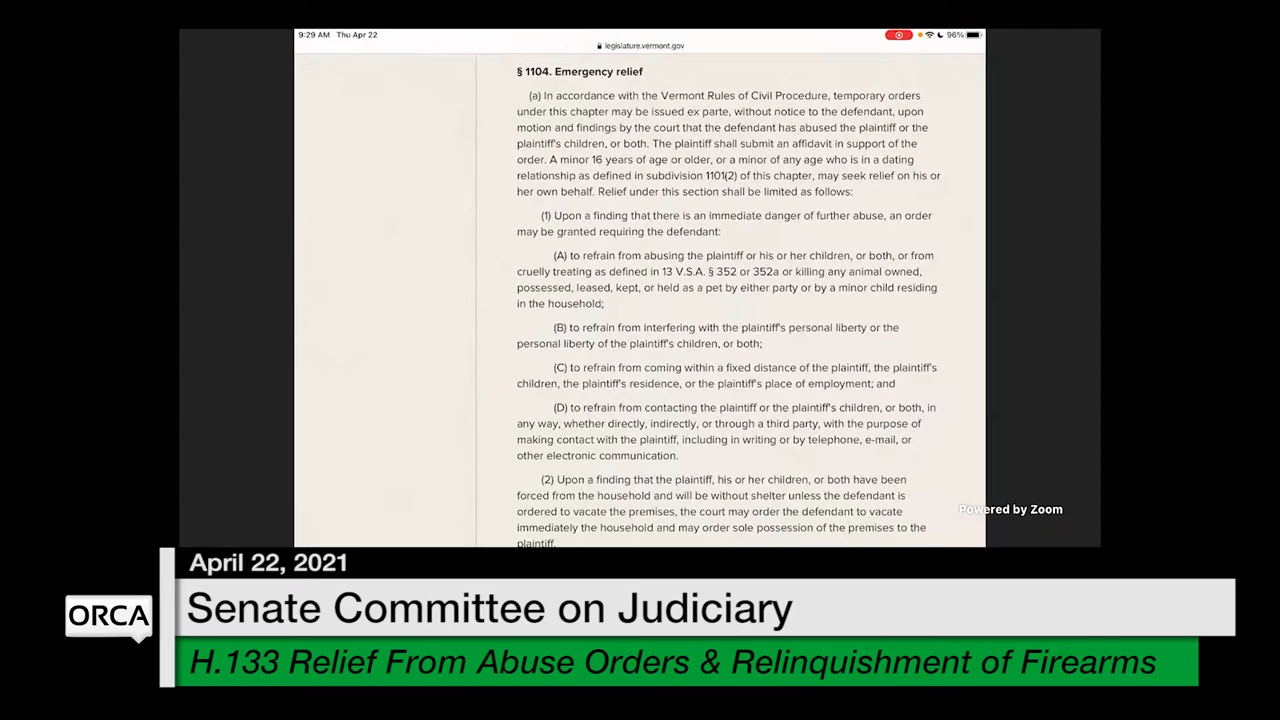 9:29 AM Thu Apr 22
96%
legislature.vermont.gov
§ 1104. Emergency relief
(a) In accordance with the Vermont Rules of Civil Procedure, temporary orders
under this chapter may be issued ex parte, without notice to the defendant, upon
motion and findings by the court that the defendant has abused the plaintiff or the
plaintiff's children, or both. The plaintiff shall submit an affidavit in support of the
order. A minor 16 years of age or older, or a minor of any age who is in a dating
relationship as defined in subdivision 1101(2) of this chapter, may seek relief on his or
her own behalf. Relief under this section shall be limited as follows:
(1) Upon a finding that there is an immediate danger of further abuse, an order
may be granted requiring the defendant:
(A) to refrain from abusing the plaintiff or his or her children, or both, or from
cruelly treating as defined in 13 V.S.A. § 352 or 352a or killing any animal owned,
possessed, leased, kept, or held as a pet by either party or by a minor child residing
in the household;
(B) to refrain from interfering with the plaintiff's personal liberty or the
personal liberty of the plaintiff's children, or both;
(C) to refrain from coming within a fixed distance of the plaintiff, the plaintiff's
children, the plaintiff's residence, or the plaintiff's place of employment; and
(D) to refrain from contacting the plaintiff or the plaintiff's children, or both, in
any way, whether directly, indirectly, or through a third party, with the purpose of
making contact with the plaintiff, including in writing or by telephone, e-mail, or
other electronic communication.
(2) Upon a finding that the plaintiff, his or her children, or both have been
forced from the household and will be without shelter unless the defendant is
ordered to vacate the premises, the court may order the defendant to vacate
immediately the household and may order sole possession of the premises to the
plaintiff.
Powered by Zoom
April 22, 2021
ORCA
Senate Committee on Judiciary
H.133 Relief From Abuse Orders & Relinquishment of Firearms